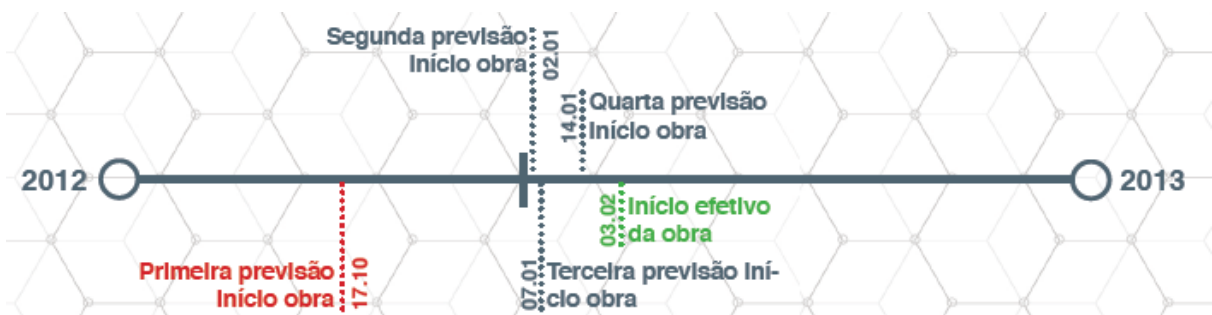 Segunda previsão
Início obra
02.01
14.01
Quarta previsão
Início obra
2012
2013
03.02
Início efetivo
da obra
Primeira previsão
Início obra
17.10
07.01
Terceira previsão Iní-
cio obra